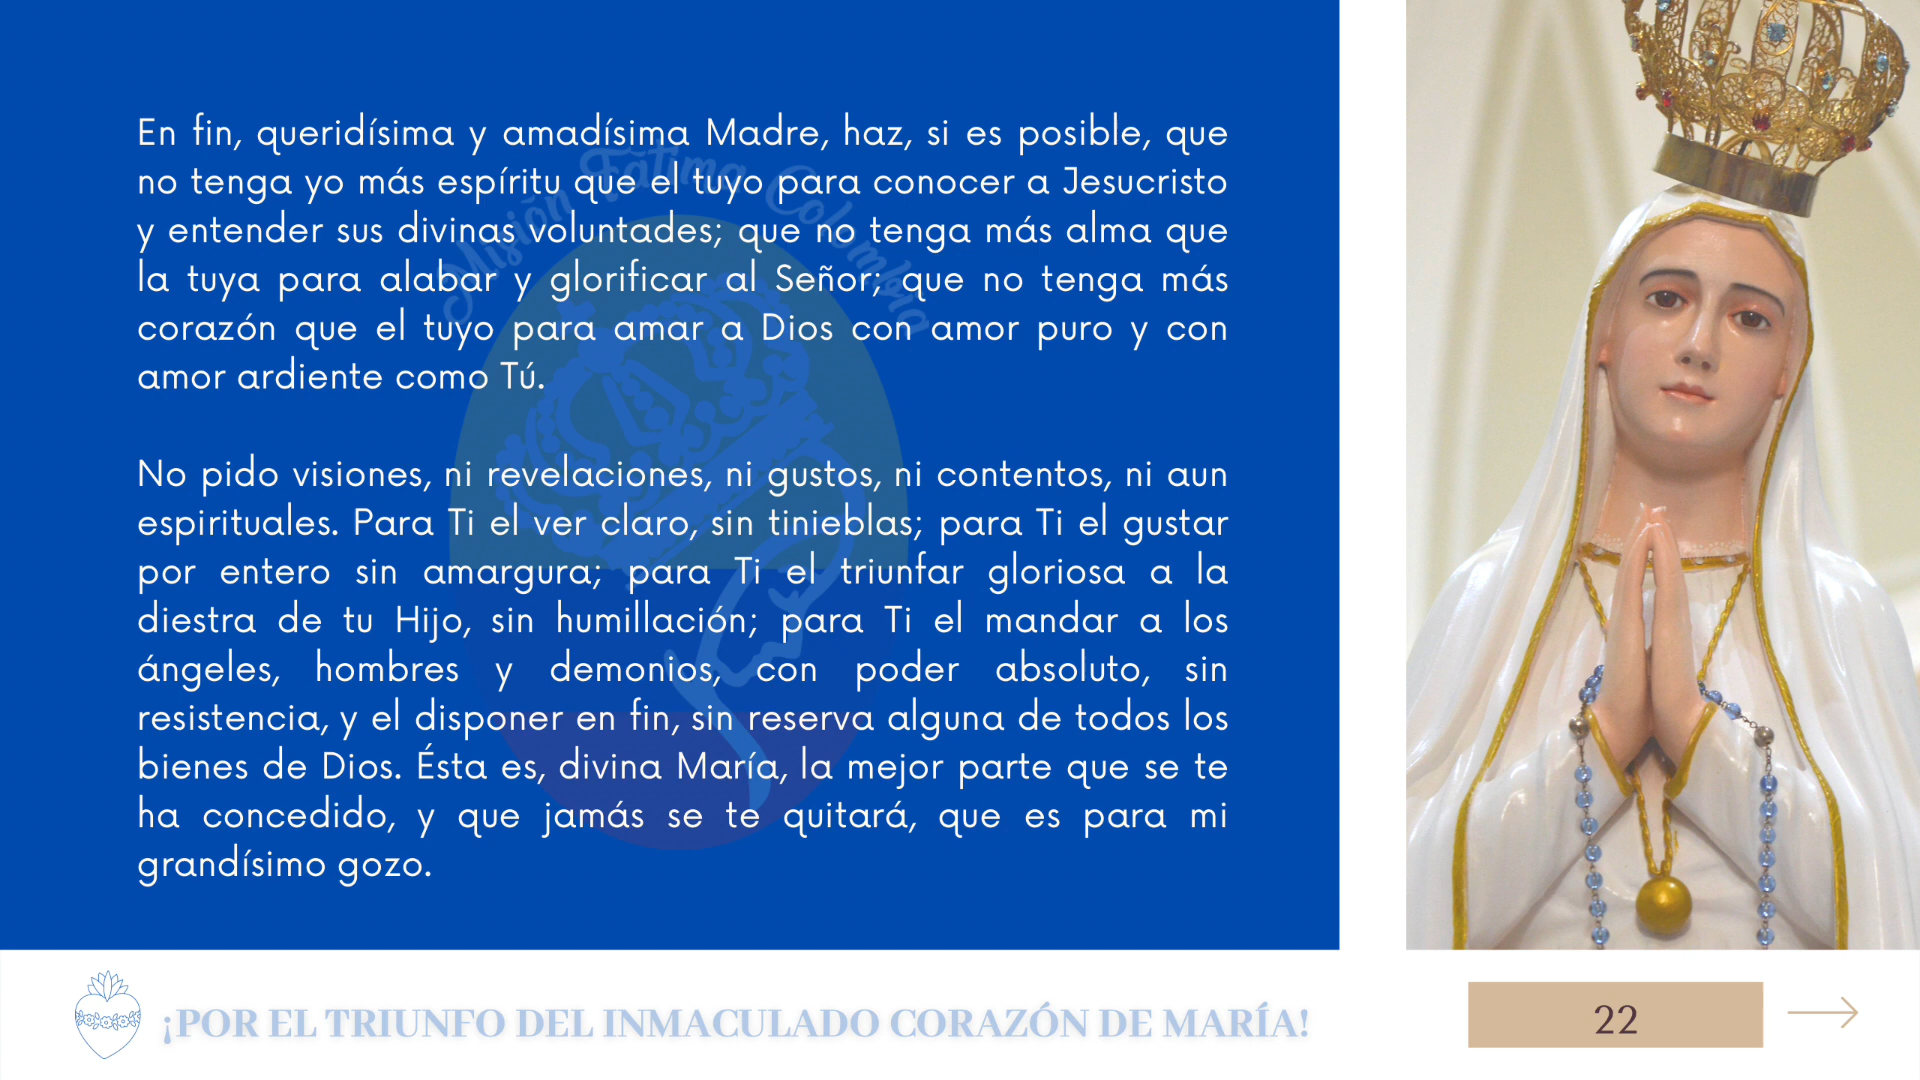 Misión Fátima Colombia
En fin, queridísima y amadísima Madre, haz, si es posible, que
no tenga yo más espíritu que el tuyo para conocer a Jesucristo
y entender sus divinas voluntades; que no tenga más alma que
la tuya para alabar y glorificar al Señor; que no tenga más
corazón que el tuyo para amar a Dios con amor puro y con
amor ardiente como Tú.
No pido visiones, ni revelaciones, ni gustos, ni contentos, ni aun
espirituales. Para Ti el ver claro, sin tinieblas; para Ti el gustar
por entero sin amargura; para Ti el triunfar gloriosa a la
diestra de tu Hijo, sin humillación; para Ti el mandar a los
ángeles, hombres y demonios, con poder absoluto, sin
resistencia, y el disponer en fin, sin reserva alguna de todos los
bienes de Dios. Ésta es, divina María, la mejor parte que se te
ha concedido, y que jamás se te quitará, que es para mi
grandísimo gozo.
¡POR EL TRIUNFO DEL INMACULADO CORAZÓN DE MARÍA!
22